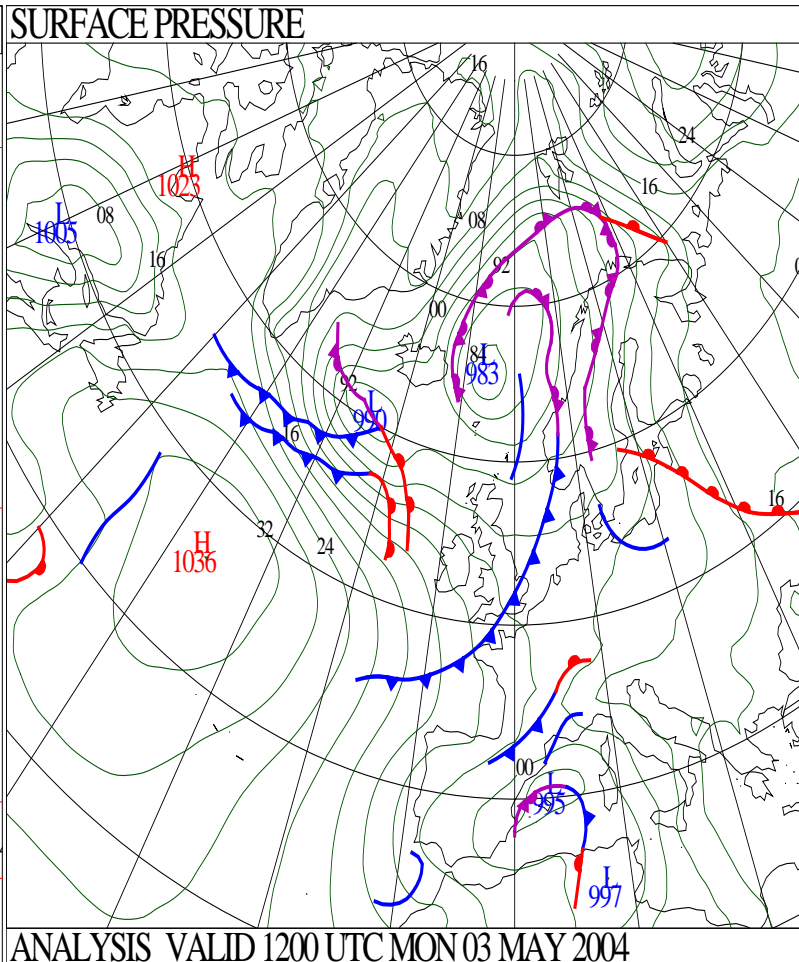 SURFACE PRESSURE
16
24
H
1023
16
L
1005
08
08
16
92
00
84
L
983
92
L
990
16
16
32
24
H
1036
00
L
995
L
997
ANALYSIS VALID 1200 UTC MON 03 MAY 2004